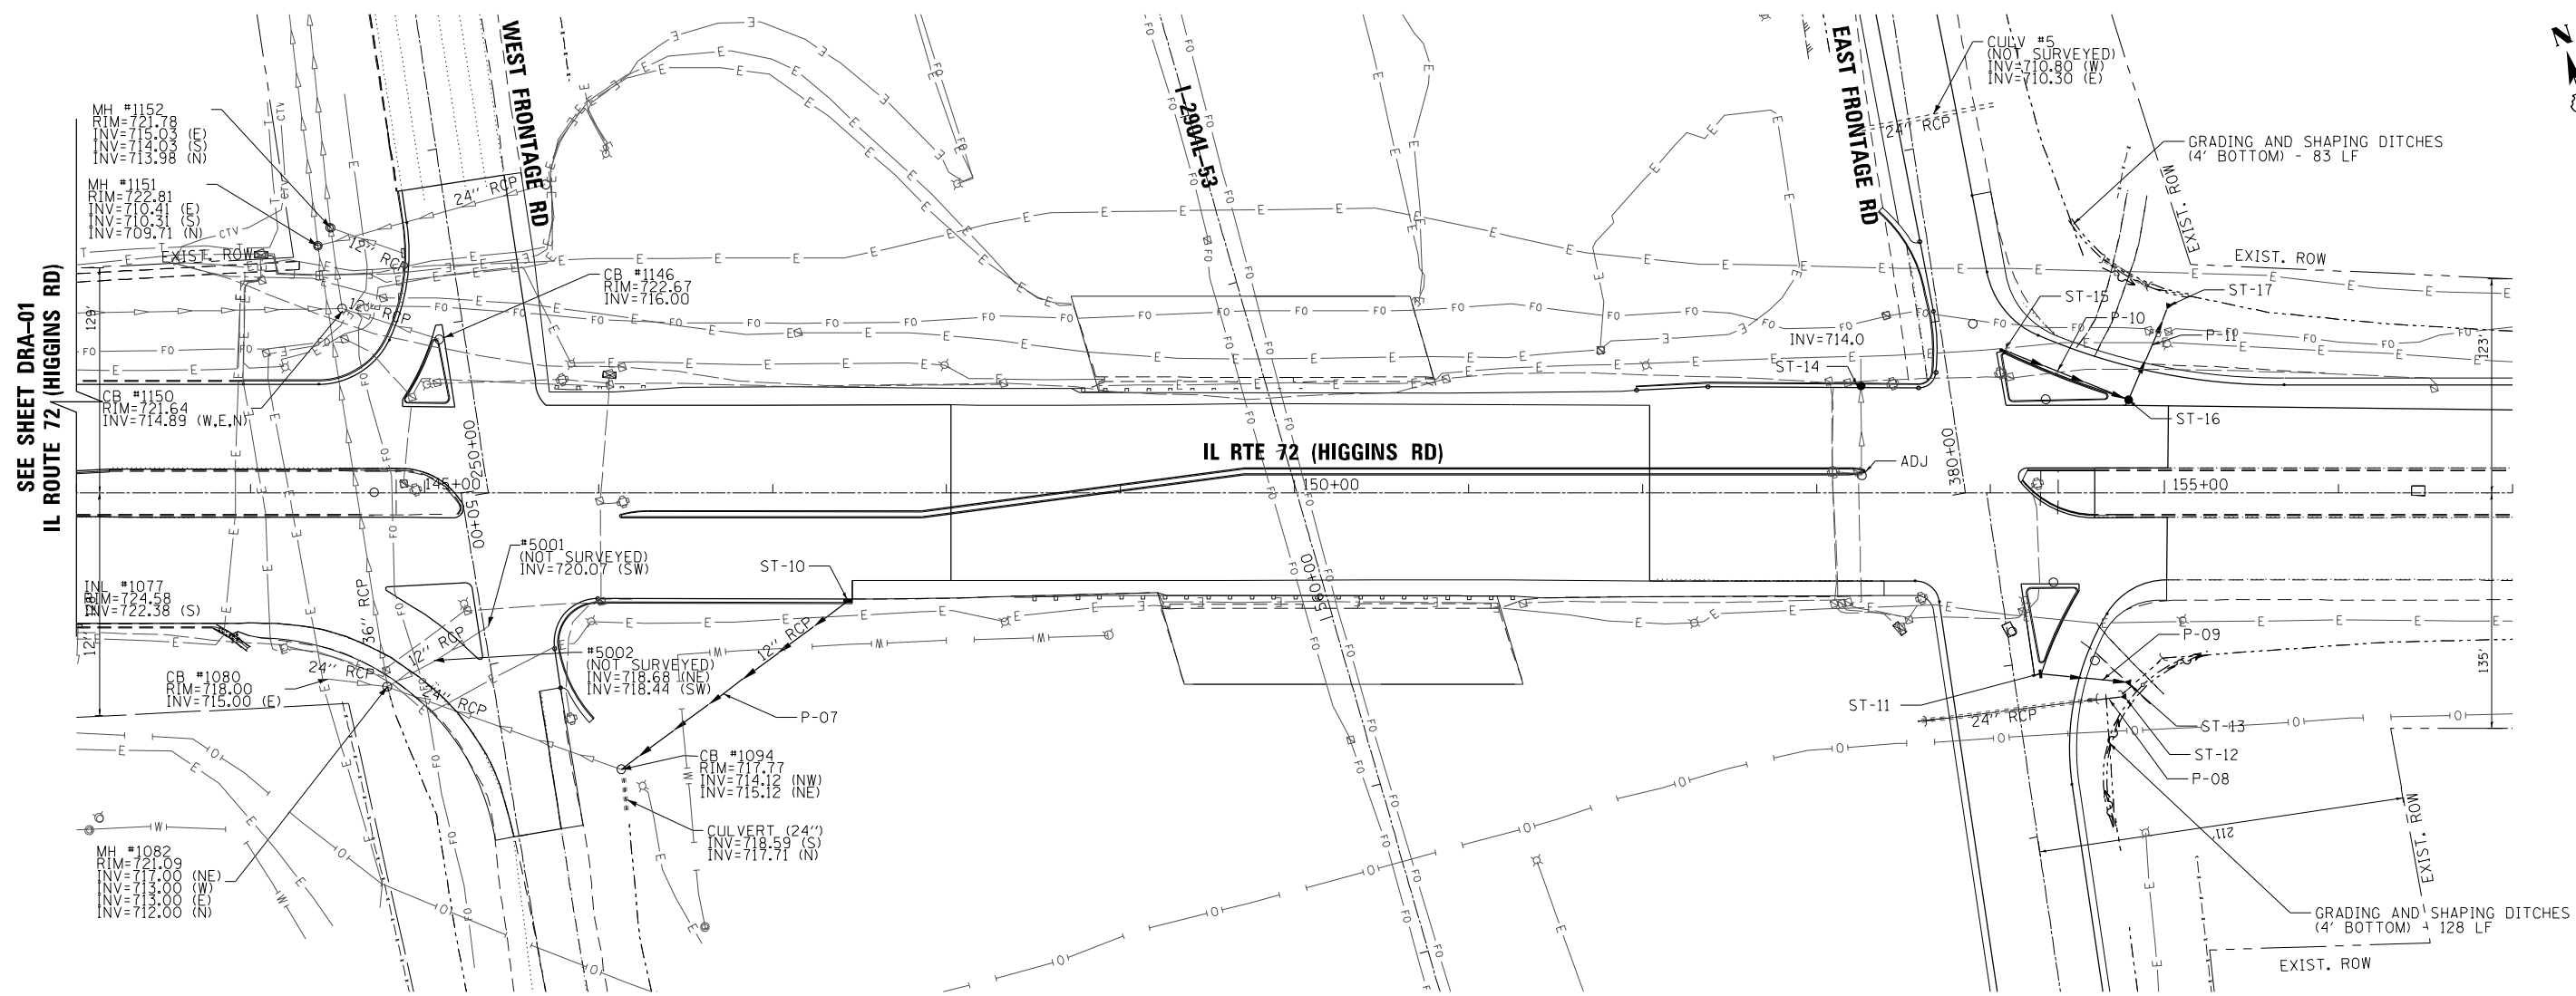 SEE SHEET DRA-01
IL ROUTE 72 (HIGGINS RD)
WEST FRONTAGE RD
EAST FRONTAGE RD
I-290/IL-53
IL RTE 72 (HIGGINS RD)
MH #1152
RIM=721.78
INV=715.03 (E)
INV=714.03 (S)
INV=713.98 (N)
MH #1151
RIM=722.81
INV=710.41 (E)
INV=710.31 (S)
INV=709.71 (N)
EXIST. ROW
24" RCP
12" RCP
12" RCP
CB #1146
RIM=722.67
INV=716.00
CB #1150
RIM=721.64
INV=714.89 (W,E,N)
129'
145+00
250+00
505+00
150+00
1560+00
380+00
155+00
CULV #5
(NOT SURVEYED)
INV=710.80 (W)
INV=710.30 (E)
24" RCP
GRADING AND SHAPING DITCHES
(4' BOTTOM) - 83 LF
EXIST. ROW
EXIST. ROW
ST-15
P-10
ST-17
P-11
INV=714.0
ST-14
ST-16
123'
ADJ
#5001
(NOT SURVEYED)
INV=720.07 (SW)
ST-10
INL #1077
RIM=724.58
INV=722.38 (S)
36" RCP
12" RCP
24" RCP
24" RCP
12" RCP
#5002
(NOT SURVEYED)
INV=718.68 (NE)
INV=718.44 (SW)
CB #1080
RIM=718.00
INV=715.00 (E)
P-07
CB #1094
RIM=717.77
INV=714.12 (NW)
INV=715.12 (NE)
CULVERT (24")
INV=718.59 (S)
INV=717.71 (N)
MH #1082
RIM=721.09
INV=717.00 (NE)
INV=713.00 (W)
INV=713.00 (E)
INV=712.00 (N)
P-09
135'
ST-11
24" RCP
ST-13
ST-12
P-08
211'
EXIST. ROW
GRADING AND SHAPING DITCHES
(4' BOTTOM) - 128 LF
EXIST. ROW